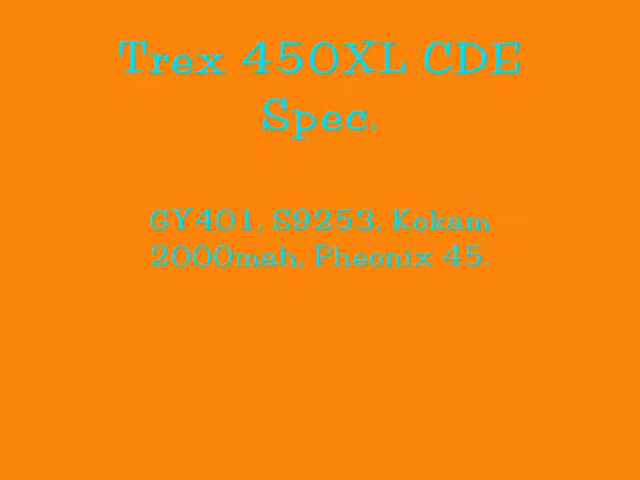 Trex 450XL CDE
Spec.
GY401, S9253, Kokam
2000mah, Pheonix 45.